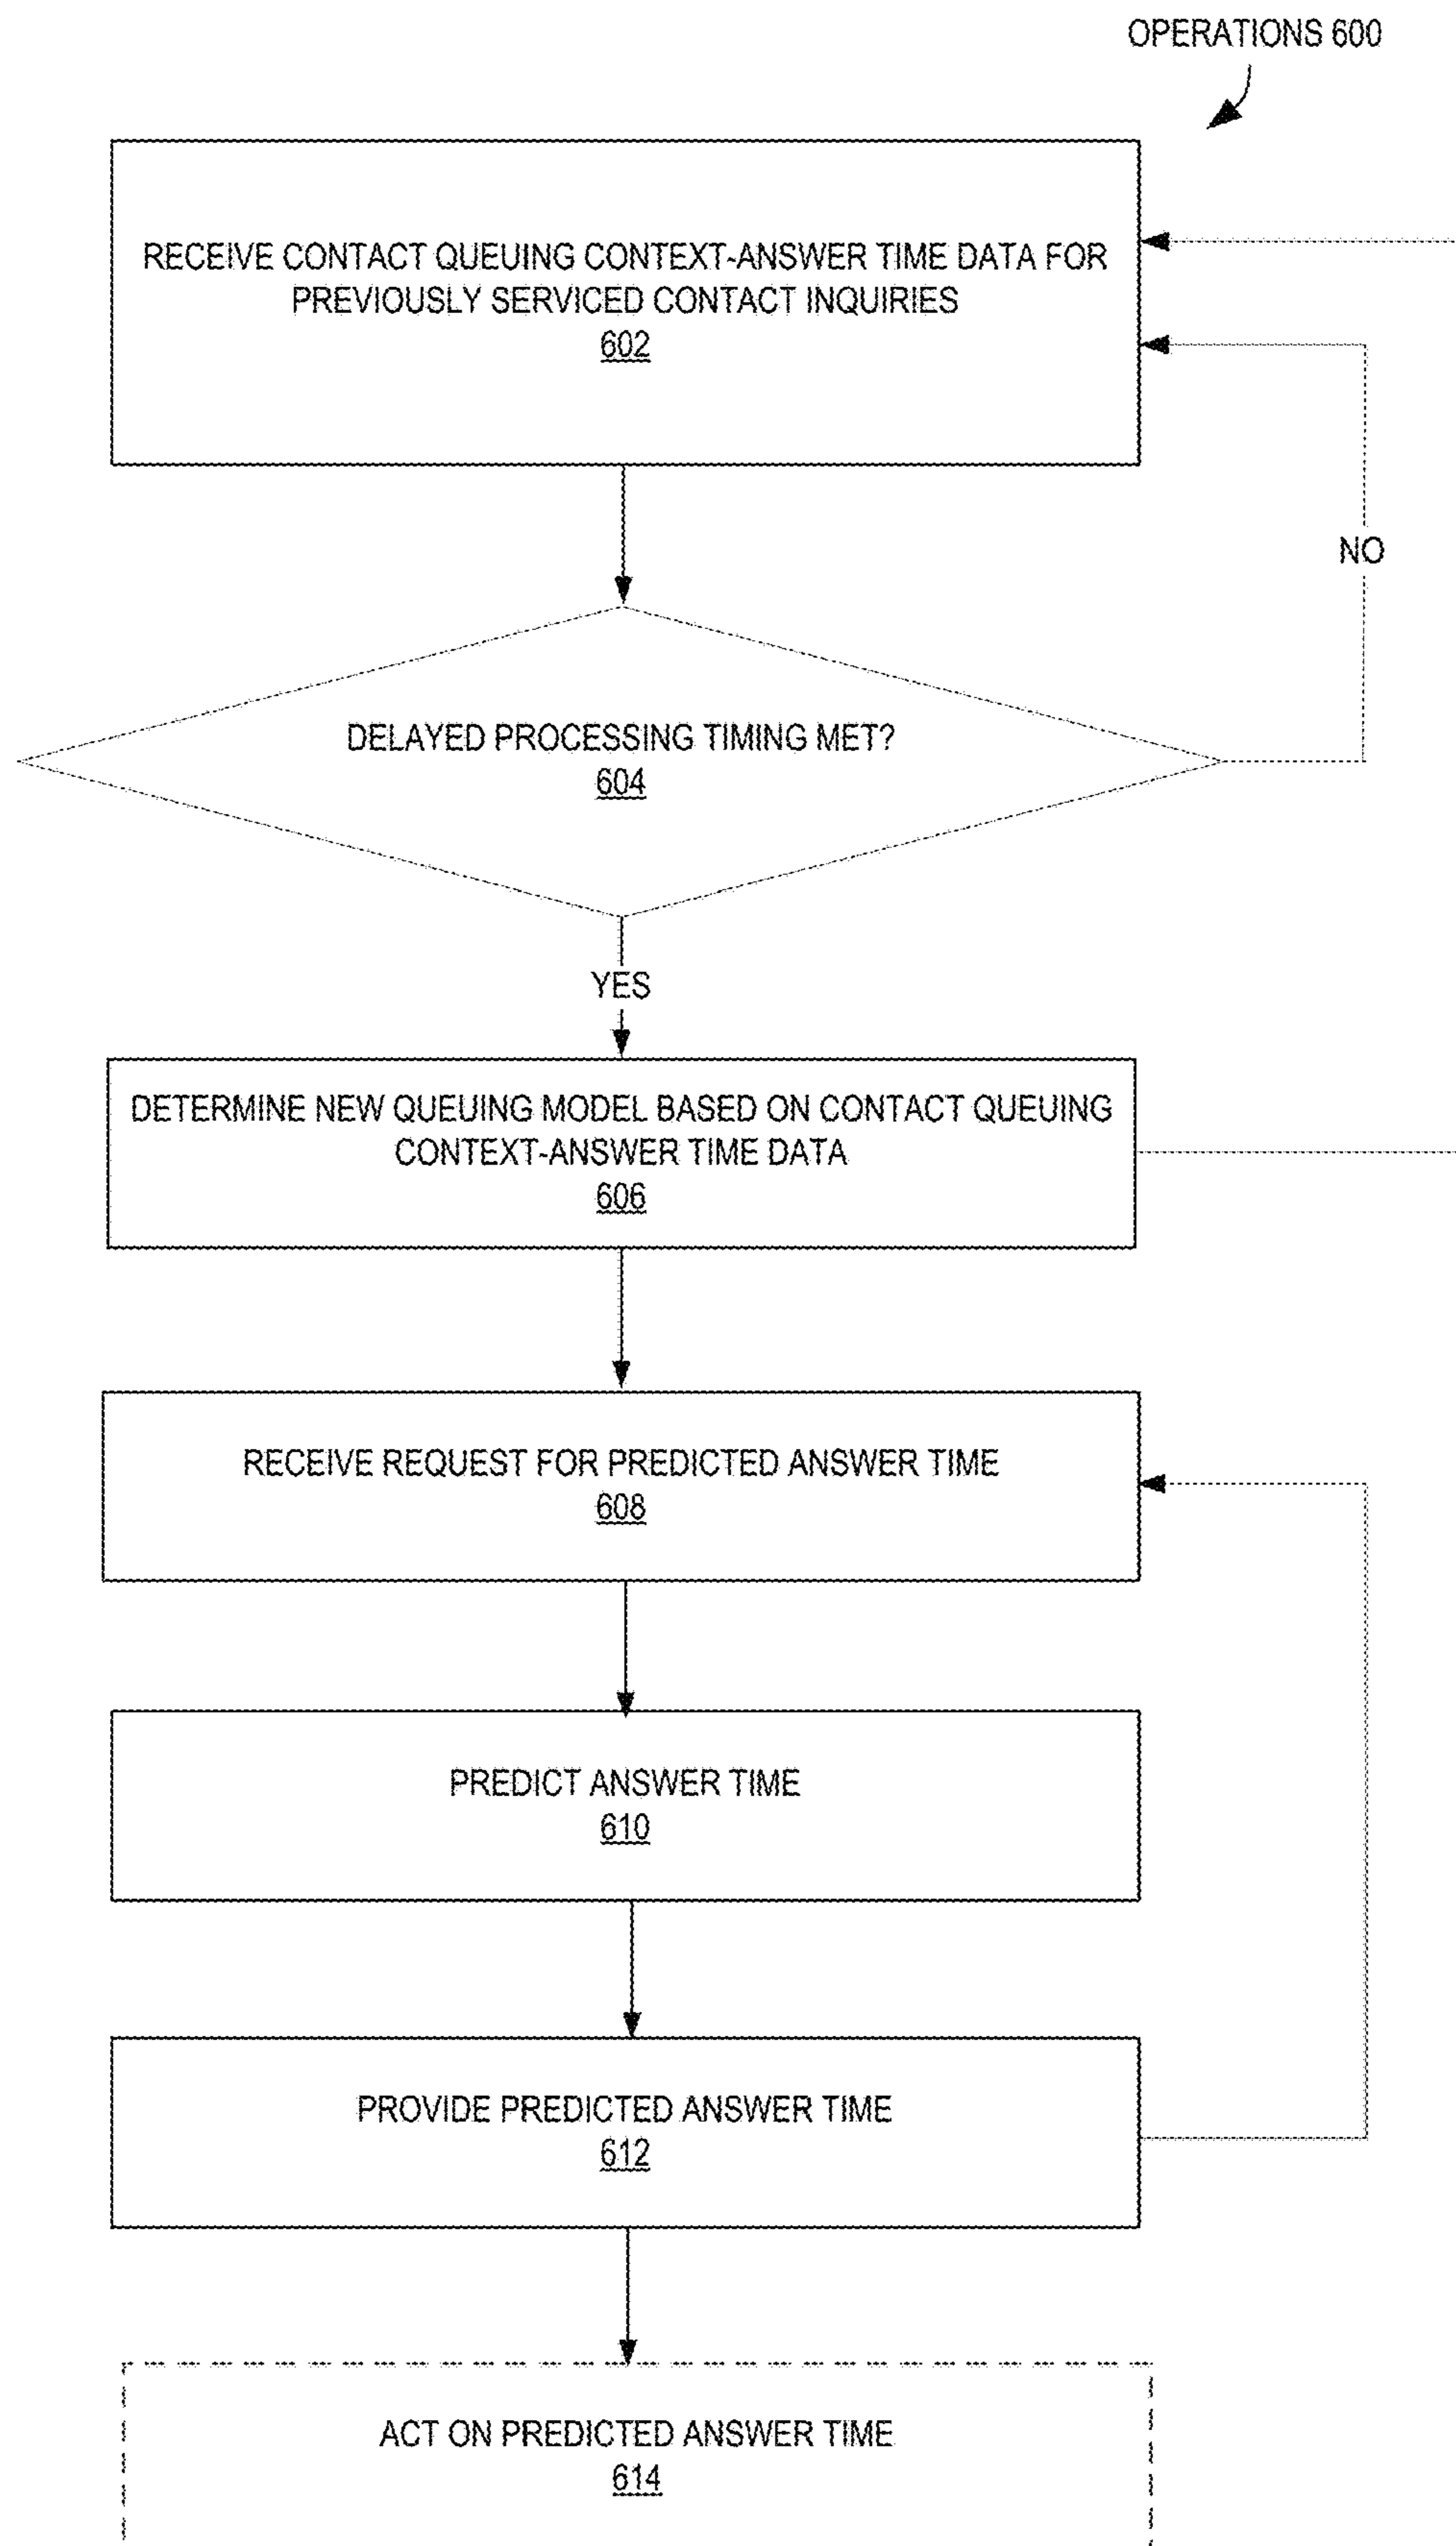 OPERATIONS 600
RECEIVE CONTACT QUEUING CONTEXT-ANSWER TIME DATA FOR
PREVIOUSLY SERVICED CONTACT INQUIRIES
602
NO
DELAYED PROCESSING TIMING MET?
604
YES
DETERMINE NEW QUEUING MODEL BASED ON CONTACT QUEUING
CONTEXT-ANSWER TIME DATA
606
RECEIVE REQUEST FOR PREDICTED ANSWER TIME
608
PREDICT ANSWER TIME
610
PROVIDE PREDICTED ANSWER TIME
612
ACT ON PREDICTED ANSWER TIME
614